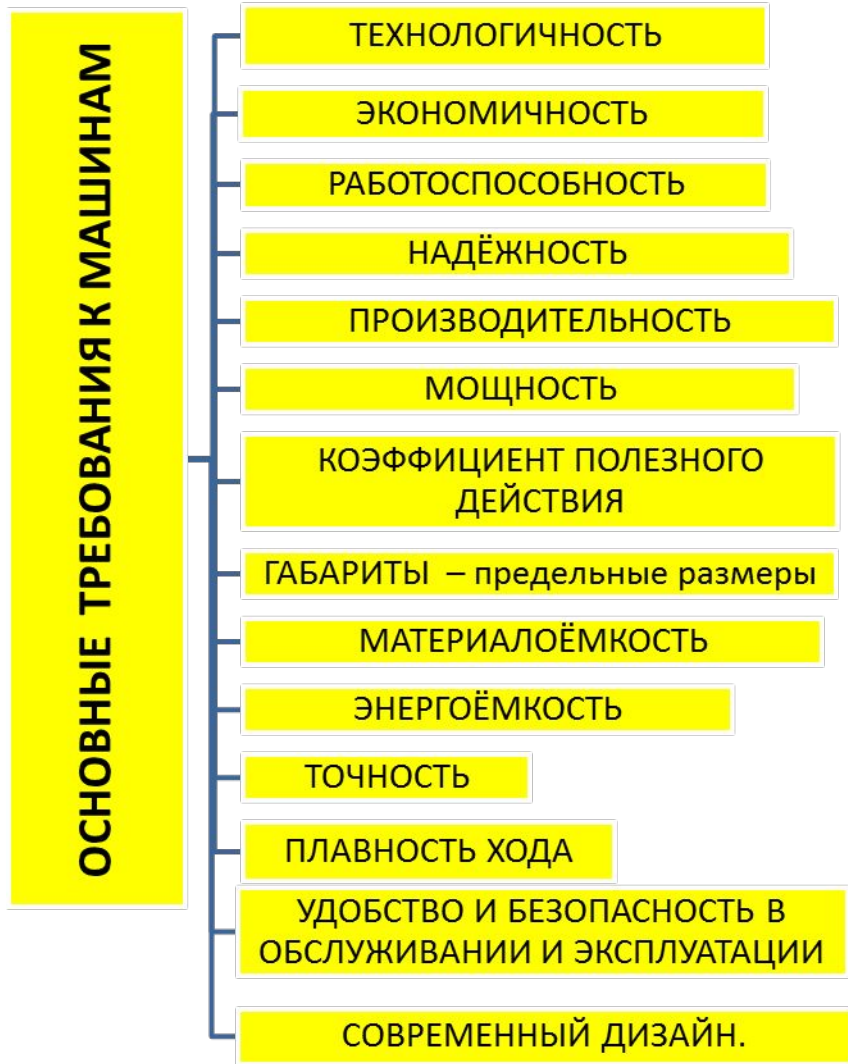 ОСНОВНЫЕ ТРЕБОВАНИЯ К МАШИНАМ
ТЕХНОЛОГИЧНОСТЬ
ЭКОНОМИЧНОСТЬ
РАБОТОСПОСОБНОСТЬ
НАДЁЖНОСТЬ
ПРОИЗВОДИТЕЛЬНОСТЬ
МОЩНОСТЬ
КОЭФФИЦИЕНТ ПОЛЕЗНОГО
ДЕЙСТВИЯ
ГАБАРИТЫ – предельные размеры
МАТЕРИАЛОЁМКОСТЬ
ЭНЕРГОЁМКОСТЬ
ТОЧНОСТЬ
ПЛАВНОСТЬ ХОДА
УДОБСТВО И БЕЗОПАСНОСТЬ В
ОБСЛУЖИВАНИИ И ЭКСПЛУАТАЦИИ
СОВРЕМЕННЫЙ ДИЗАЙН.